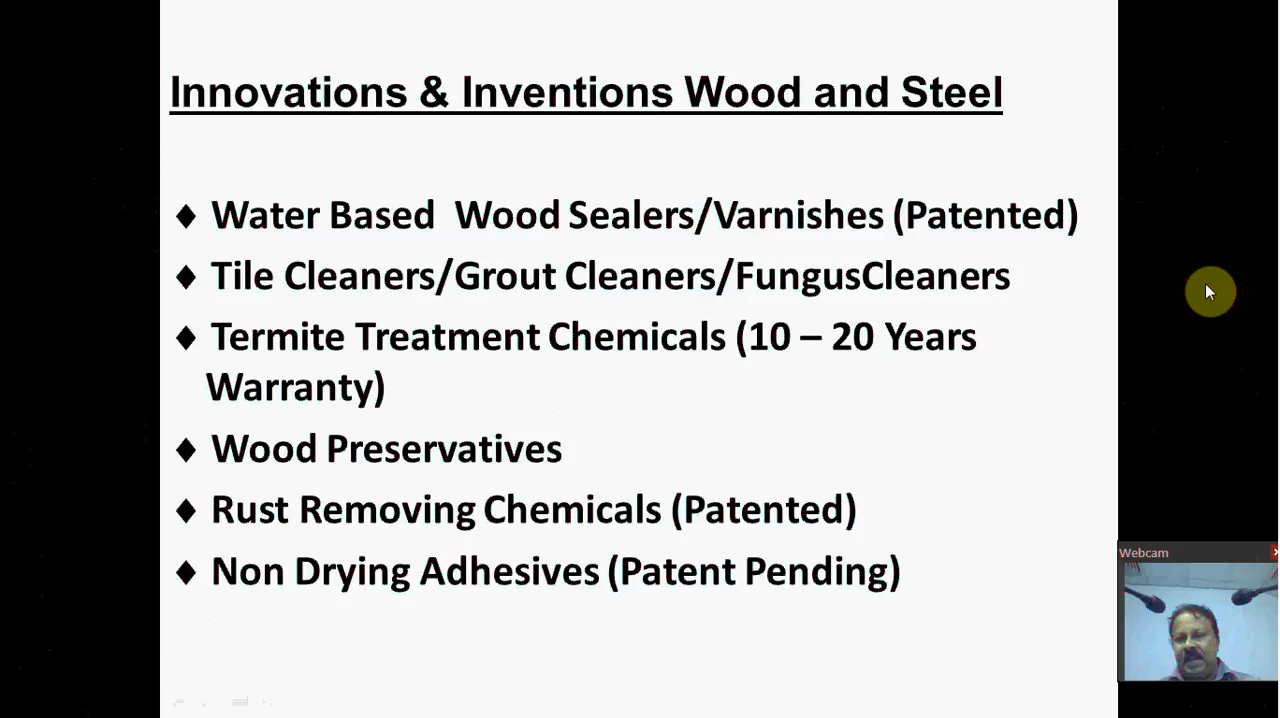 Innovations & Inventions Wood and Steel
♦ Water Based  Wood Sealers/Varnishes (Patented)
♦ Tile Cleaners/Grout Cleaners/FungusCleaners
♦ Termite Treatment Chemicals (10 – 20 Years
Warranty)
♦ Wood Preservatives
♦ Rust Removing Chemicals (Patented)
♦ Non Drying Adhesives (Patent Pending)
Webcam